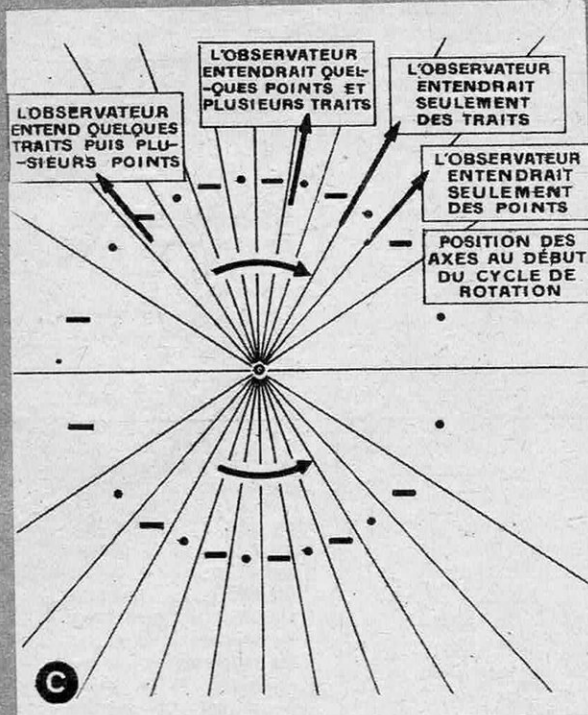 L'OBSERVATEUR
ENTEND QUELQUES
TRAITS PUIS PLU-
-SIEURS POINTS
L'OBSERVATEUR
ENTENDRAIT QUEL-
-QUES POINTS ET
PLUSIEURS TRAITS
L'OBSERVATEUR
ENTENDRAIT
SEULEMENT
DES TRAITS
L'OBSERVATEUR
ENTENDRAIT
SEULEMENT
DES POINTS
POSITION DES
AXES AU DÉBUT
DU CYCLE DE
ROTATION
C